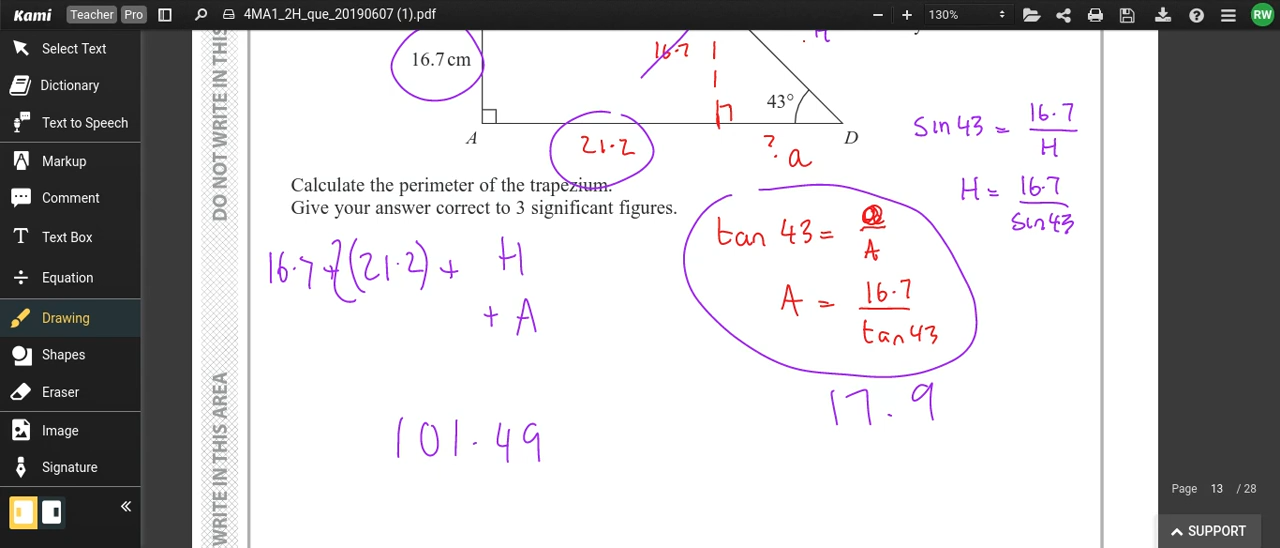 Kami Teacher Pro 4MA1_2H_que_20190607 (1).pdf 130% RW
Select Text
Dictionary
Text to Speech
Markup
Comment
Text Box
Equation
Drawing
Shapes
Eraser
Image
Signature
DO NOT WRITE IN THIS
WRITE IN THIS AREA
16.7 cm
16.7
43°
A
21.2
? a
D
sin 43 = 16.7 / H
H = 16.7 / sin 43
Calculate the perimeter of the trapezium.
Give your answer correct to 3 significant figures.
tan 43 = / A
A = 16.7 / tan 43
16.7 + 2(21.2) + H
+ A
17.9
101.49
Page 13 / 28
SUPPORT